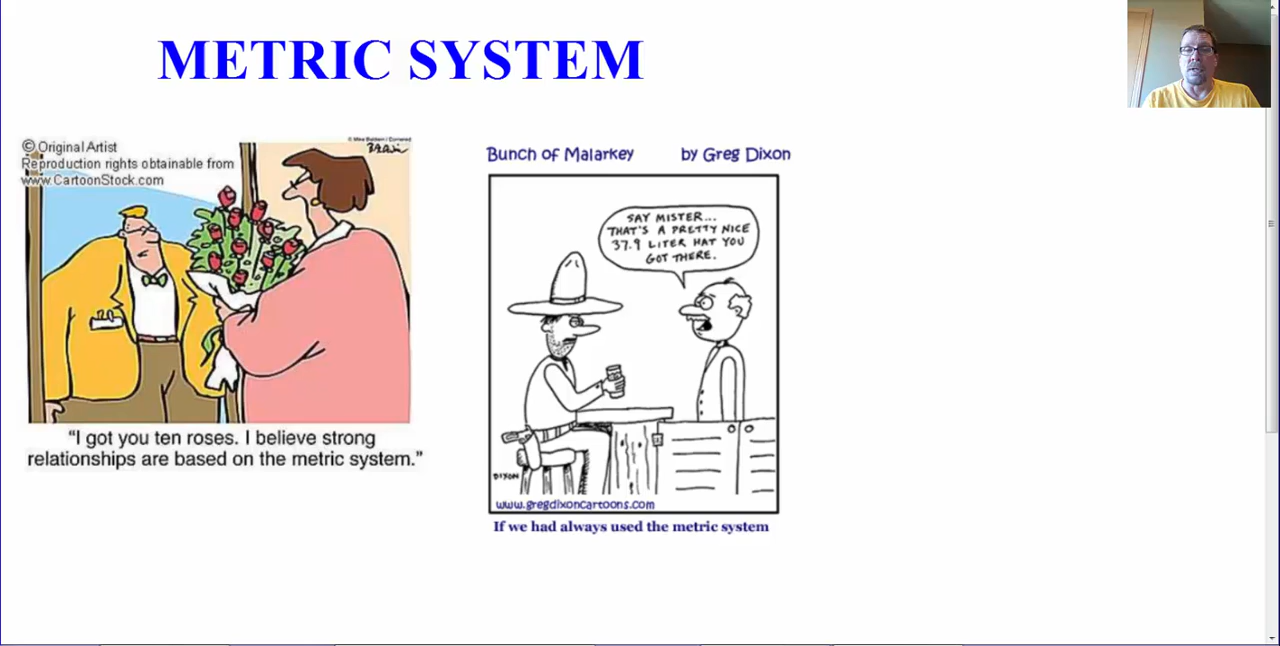 METRIC SYSTEM
© Original Artist
Reproduction rights obtainable from
www.CartoonStock.com
"I got you ten roses. I believe strong
relationships are based on the metric system."
Bunch of Malarkey by Greg Dixon
SAY MISTER...
THAT'S A PRETTY NICE
37.9 LITER HAT YOU
GOT THERE.
DIXON
www.gregdixoncartoons.com
If we had always used the metric system